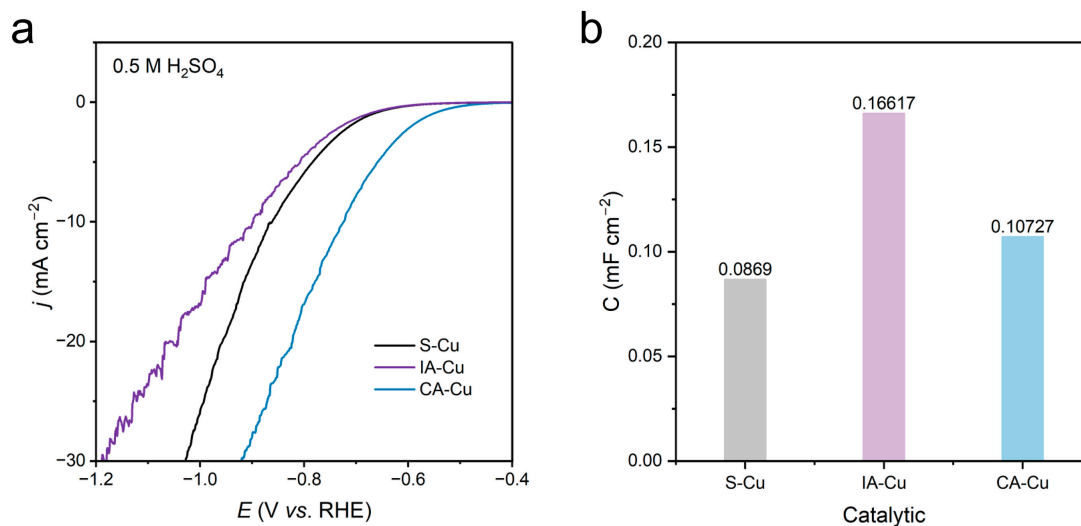 a
0.5 M H₂SO₄
j (mA cm⁻²)
0
−10
−20
−30
S-Cu
IA-Cu
CA-Cu
−1.2 −1.0 −0.8 −0.6 −0.4
E (V vs. RHE)
b
C (mF cm⁻²)
0.20
0.15
0.10
0.05
0.00
0.0869
0.16617
0.10727
S-Cu IA-Cu CA-Cu
Catalytic